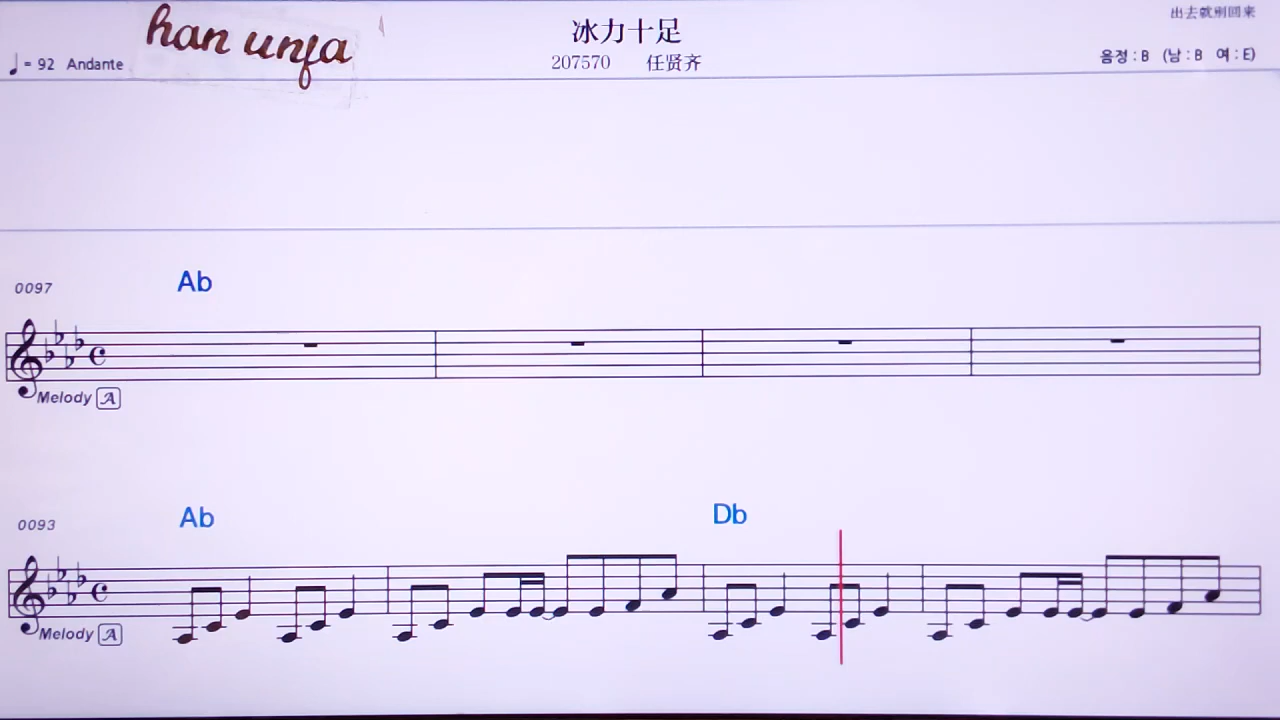 han unfa
冰力十足
出去就别回来
♩= 92 Andante
207570 任贤齐
음정 : B (남 : B 여 : E)
0097
Ab
Melody A
0093
Ab Db
Melody A